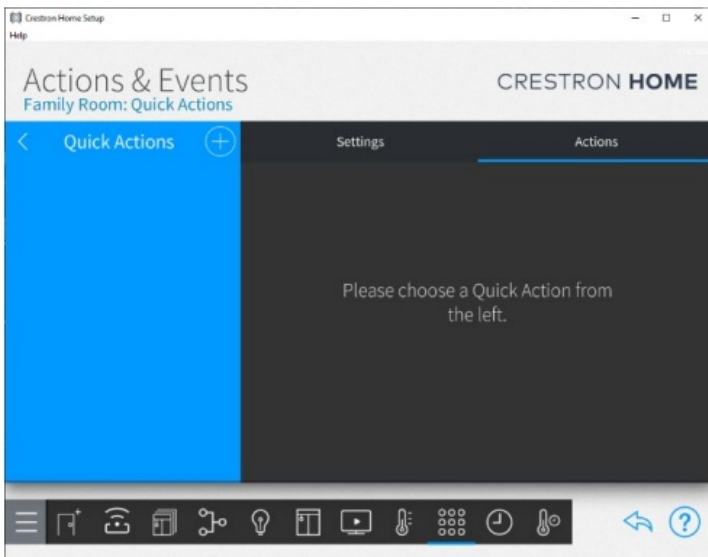 Crestron Home Setup
Help
Actions & Events
Family Room: Quick Actions
CRESTRON HOME
Quick Actions
Settings
Actions
Please choose a Quick Action from
the left.
?